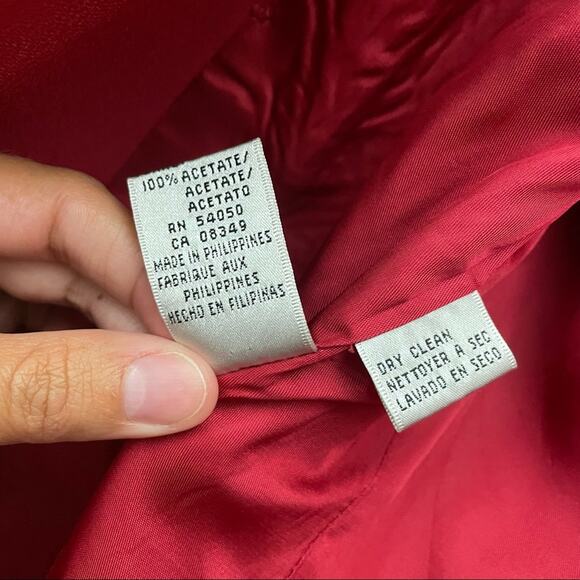 100% ACETATE/
ACETATE/
ACETATO
RN 54050
CA 08349
MADE IN PHILIPPINES
FABRIQUE AUX
PHILIPPINES
HECHO EN FILIPINAS
DRY CLEAN
NETTOYER A SEC
LAVADO EN SECO